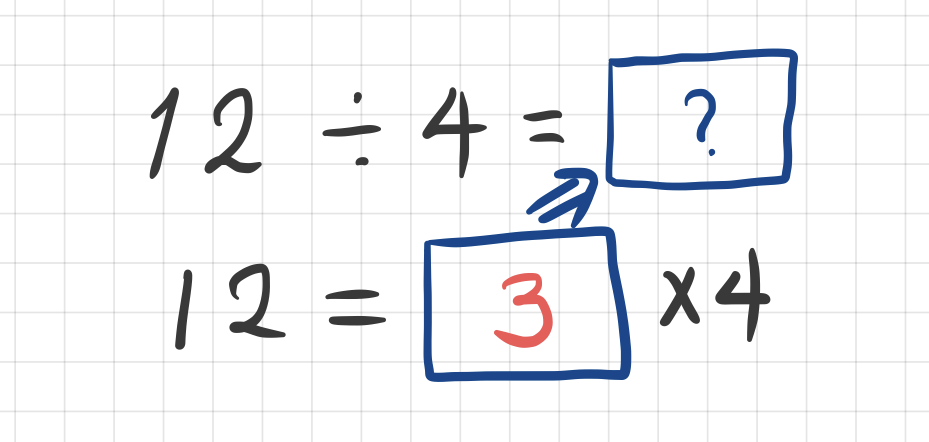 12 ÷ 4 = ?
12 = 3 x4